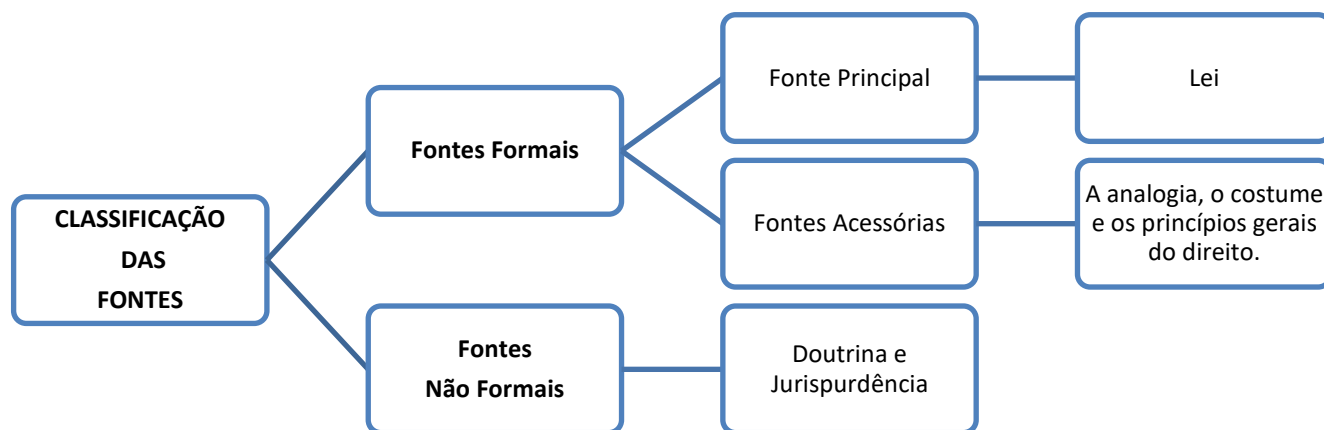 CLASSIFICAÇÃO
DAS
FONTES
Fontes Formais
Fonte Principal
Lei
Fontes Acessórias
A analogia, o costume
e os princípios gerais
do direito.
Fontes
Não Formais
Doutrina e
Jurispurdência